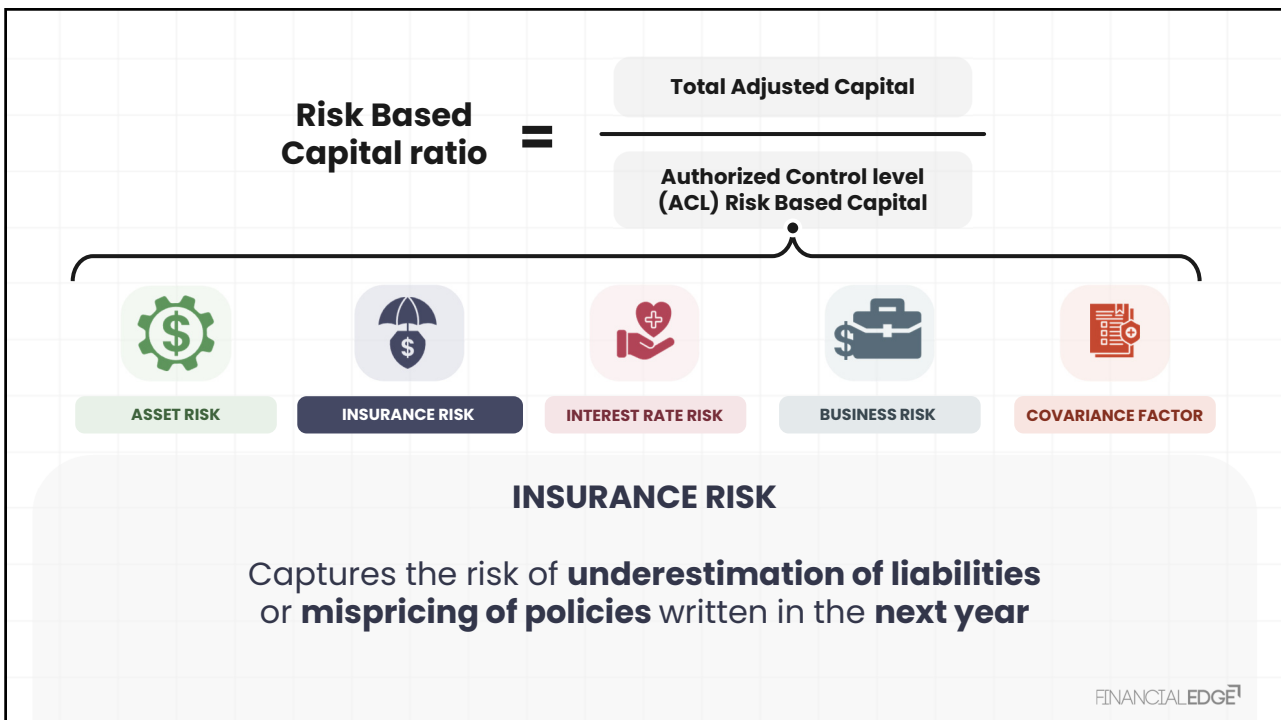 Risk Based
Capital ratio
=
Total Adjusted Capital
Authorized Control level
(ACL) Risk Based Capital
$
$
$
ASSET RISK
INSURANCE RISK
INTEREST RATE RISK
BUSINESS RISK
COVARIANCE FACTOR
INSURANCE RISK
Captures the risk of underestimation of liabilities
or mispricing of policies written in the next year
FINANCIALEDGE